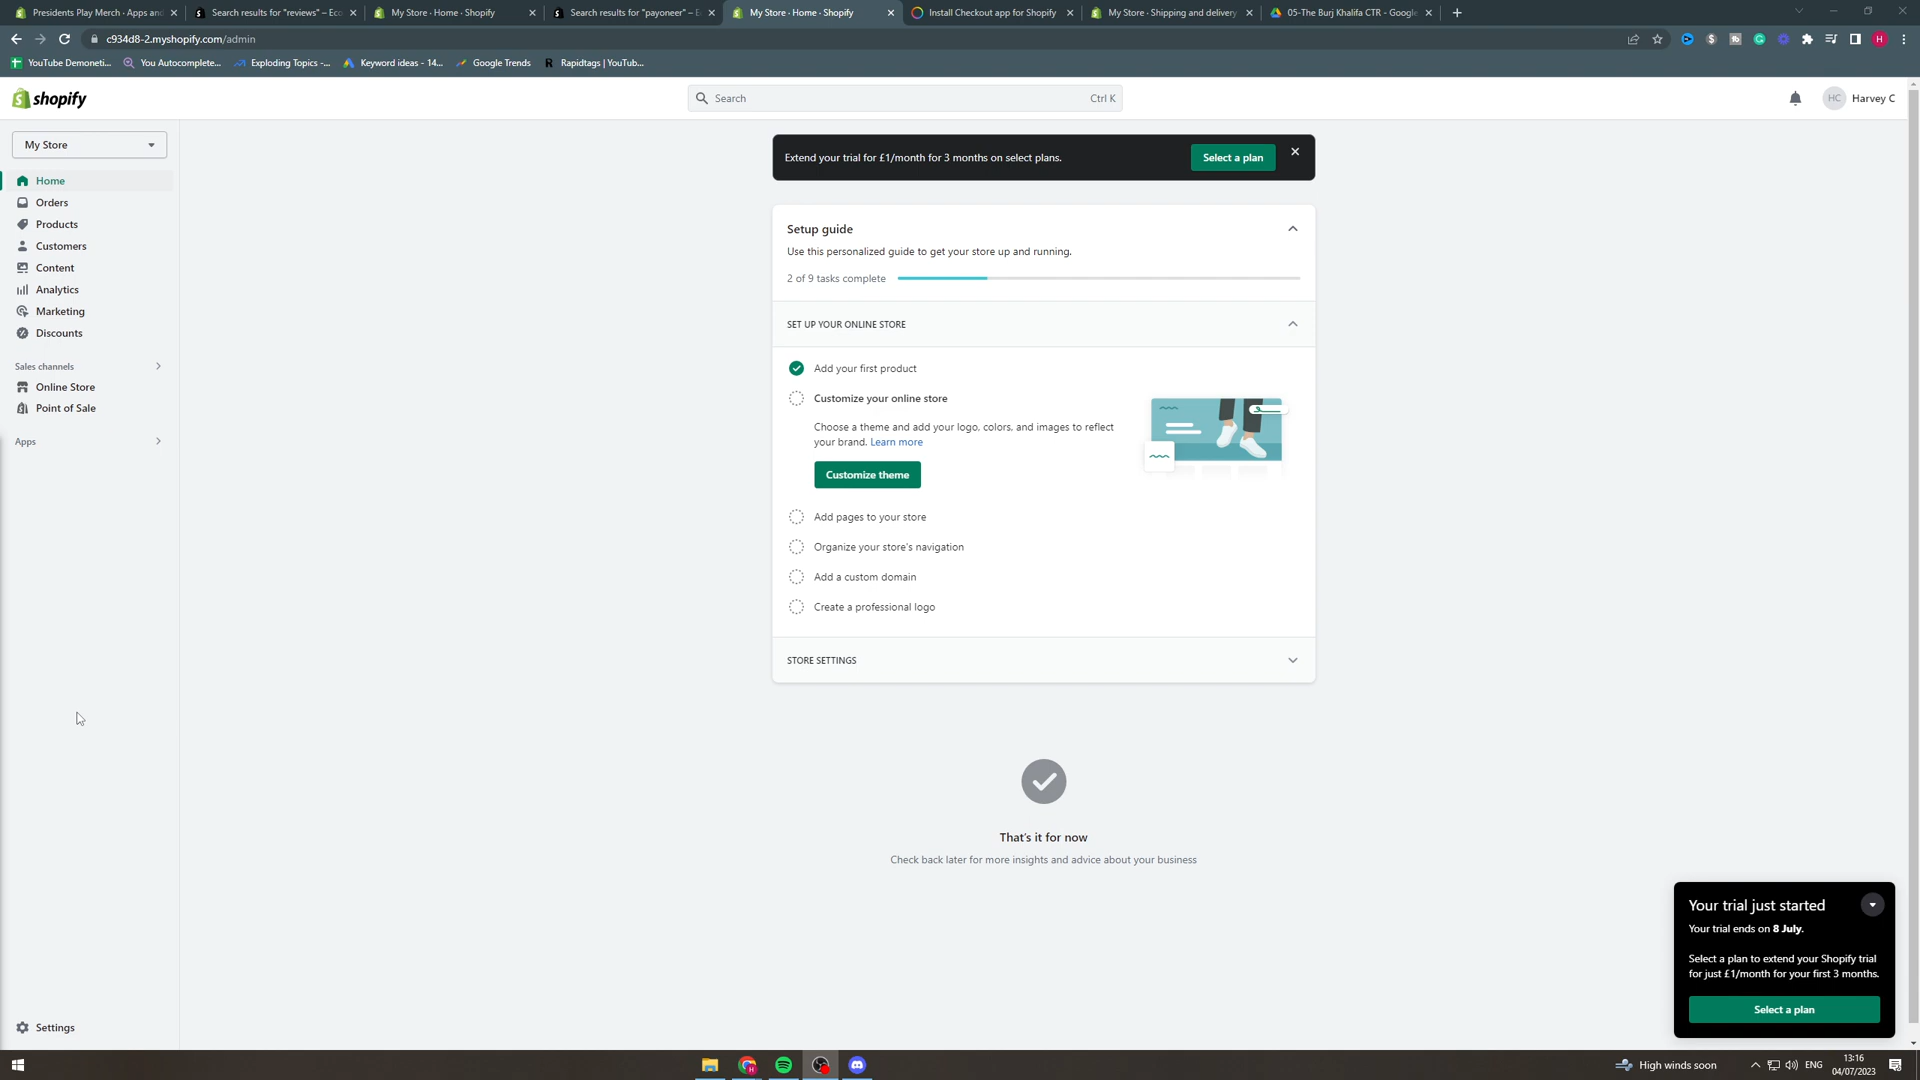 Presidents Play Merch · Apps and
Search results for "reviews" – Eco
My Store · Home · Shopify
Search results for "payoneer" – E
My Store · Home · Shopify
Install Checkout app for Shopify
My Store · Shipping and delivery
05-The Burj Khalifa CTR - Google
c934d8-2.myshopify.com/admin
YouTube Demoneti...
You Autocomplete...
Exploding Topics -...
Keyword ideas - 14...
Google Trends
Rapidtags | YouTub...
shopify
Search
Ctrl K
HC
Harvey C
My Store
Home
Orders
Products
Customers
Content
Analytics
Marketing
Discounts
Sales channels
Online Store
Point of Sale
Apps
Settings
Extend your trial for £1/month for 3 months on select plans.
Select a plan
Setup guide
Use this personalized guide to get your store up and running.
2 of 9 tasks complete
SET UP YOUR ONLINE STORE
Add your first product
Customize your online store
Choose a theme and add your logo, colors, and images to reflect
your brand. Learn more
Customize theme
Add pages to your store
Organize your store's navigation
Add a custom domain
Create a professional logo
STORE SETTINGS
That's it for now
Check back later for more insights and advice about your business
Your trial just started
Your trial ends on 8 July.
Select a plan to extend your Shopify trial
for just £1/month for your first 3 months.
Select a plan
High winds soon
ENG
13:16
04/07/2023